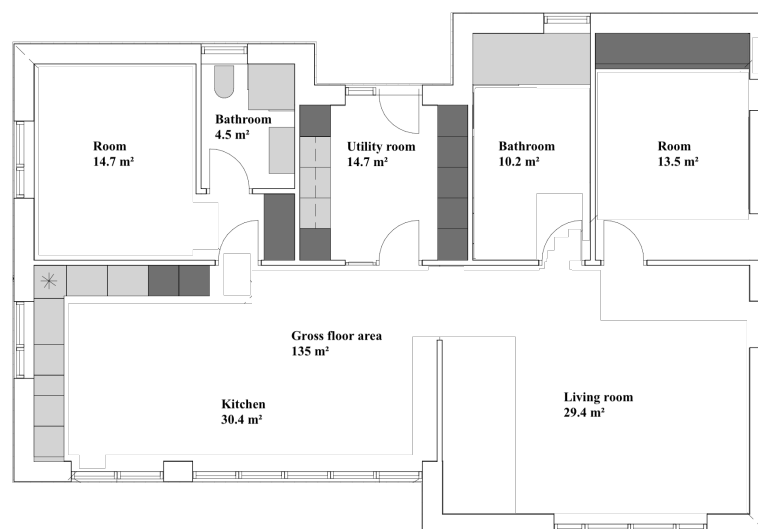 Room
14.7 m²
Bathroom
4.5 m²
Utility room
14.7 m²
Bathroom
10.2 m²
Room
13.5 m²
Gross floor area
135 m²
Kitchen
30.4 m²
Living room
29.4 m²